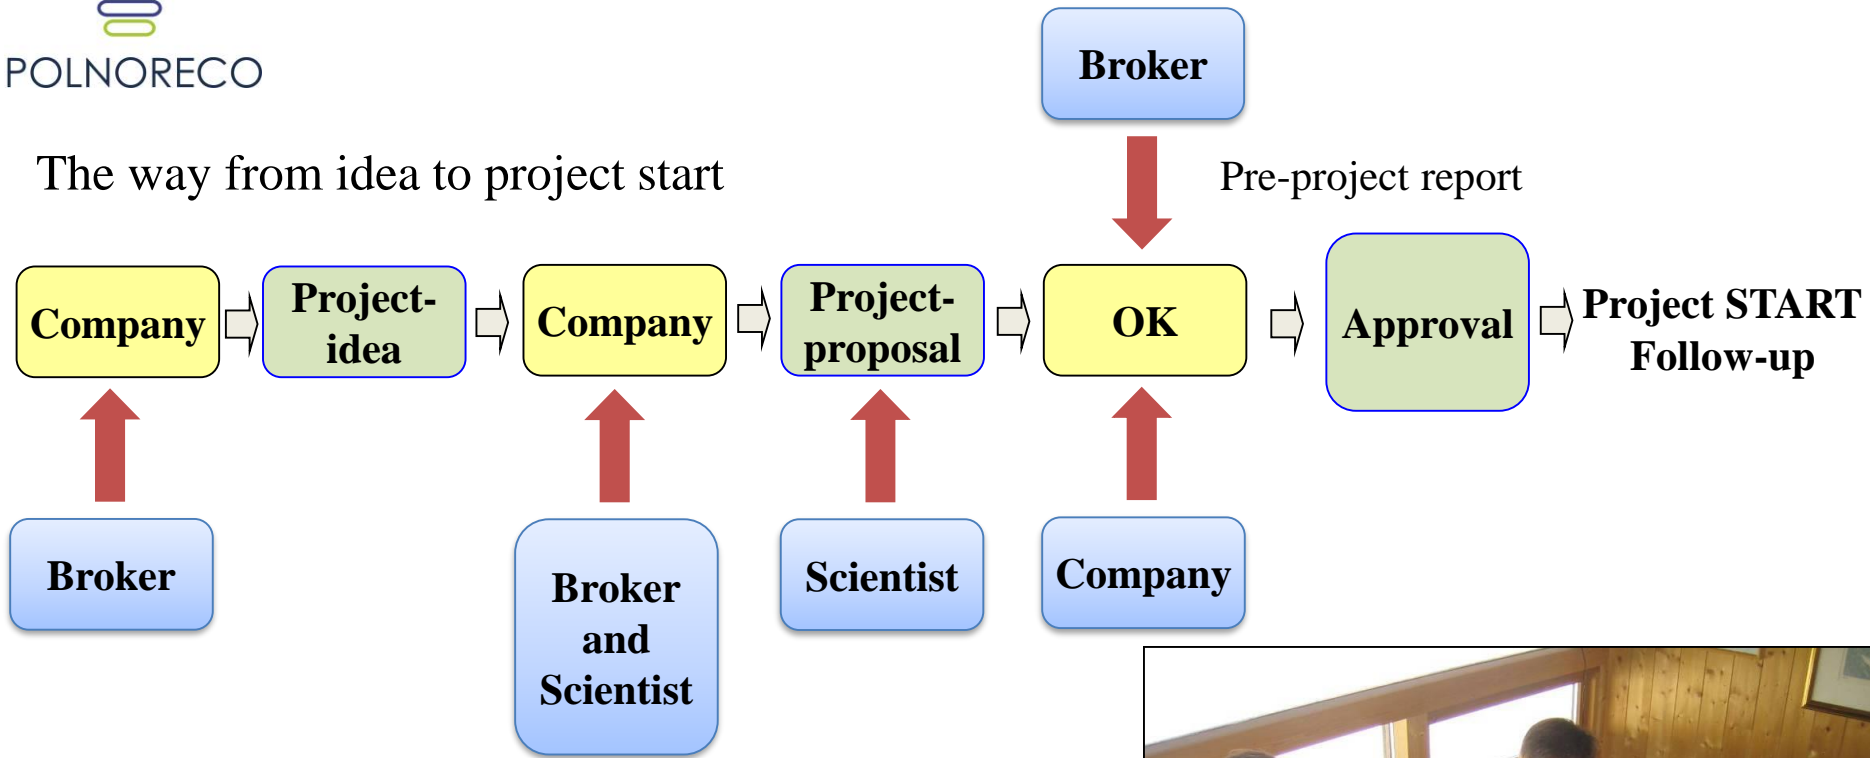 POLNORECO
Broker
The way from idea to project start
Pre-project report
Company
Project-
idea
Company
Project-
proposal
OK
Approval
Project START
Follow-up
Broker
Broker
and
Scientist
Scientist
Company